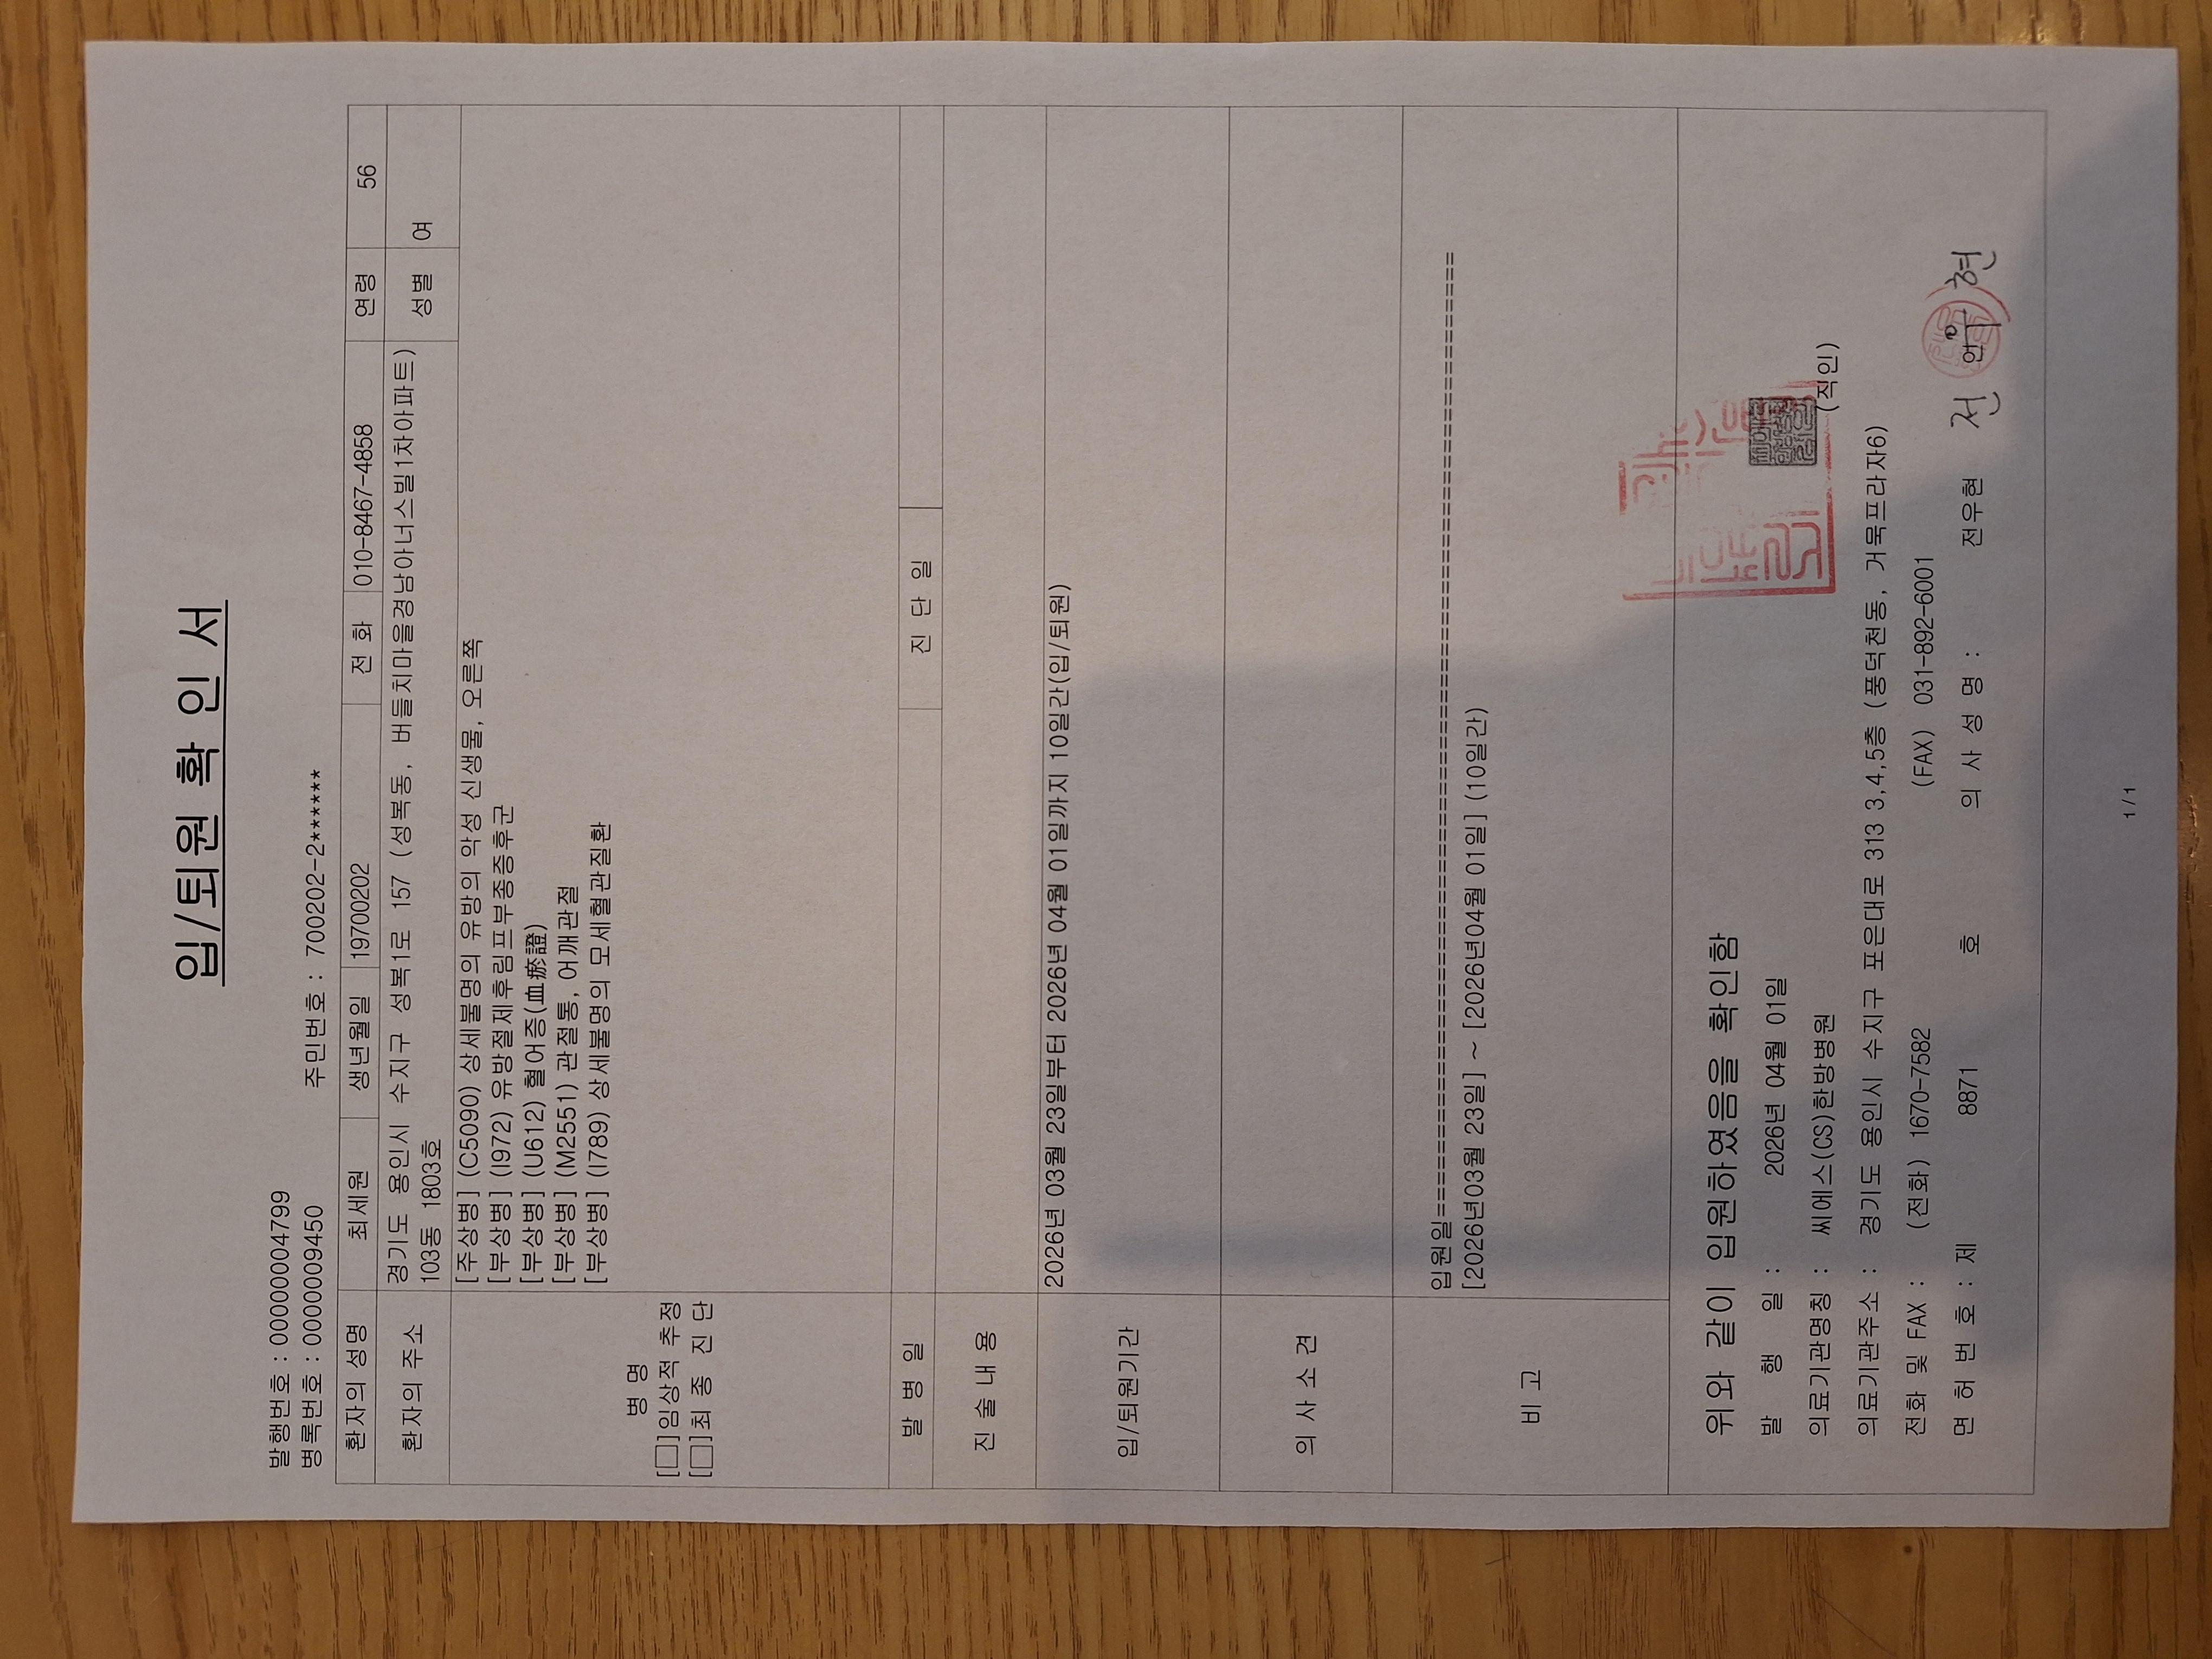 입/퇴원 확 인 서
발행번호 : 0000004799
병록번호 : 000009450 주민번호 : 700202-2******
환자의 성명 최세원 생년월일 19700202 전 화 010-8467-4858 연령 56
환자의 주소 경기도 용인시 수지구 성복1로 157 (성복동, 버들치마을경남아너스빌1차아파트) 성별 여
103동 1803호
[주상병] (C5090) 상세불명의 유방의 악성 신생물, 오른쪽
[부상병] (I972) 유방절제후림프부종증후군
[부상병] (U612) 혈어증(血瘀證)
[부상병] (M2551) 관절통, 어깨관절
[부상병] (I789) 상세불명의 모세혈관질환
병 명
[□]임상적 추정
[□]최 종 진 단
발 병 일 진 단 일
진 술 내 용
입/퇴원기간 2026년 03월 23일부터 2026년 04월 01일까지 10일간(입/퇴원)
의 사 소 견
비 고
입원일==================================================
[2026년03월 23일] ~ [2026년04월 01일] (10일간)
위와 같이 입원하였음을 확인함
발 행 일 : 2026년 04월 01일
의료기관명칭 : 씨에스(CS)한방병원 (직인)
의료기관주소 : 경기도 용인시 수지구 포은대로 313 3,4,5층 (풍덕천동, 거묵프라자6)
전화 및 FAX : (전화) 1670-7582 (FAX) 031-892-6001
면 허 번 호 : 제 8871 호 의 사 성 명 : 전우현 전우현
1/1